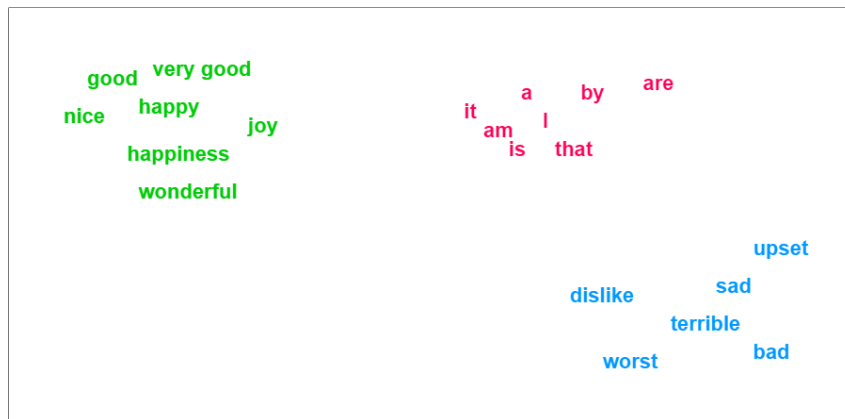 good very good
nice happy
joy
happiness
wonderful
a by are
it
am I
is that
upset
dislike sad
terrible
worst bad